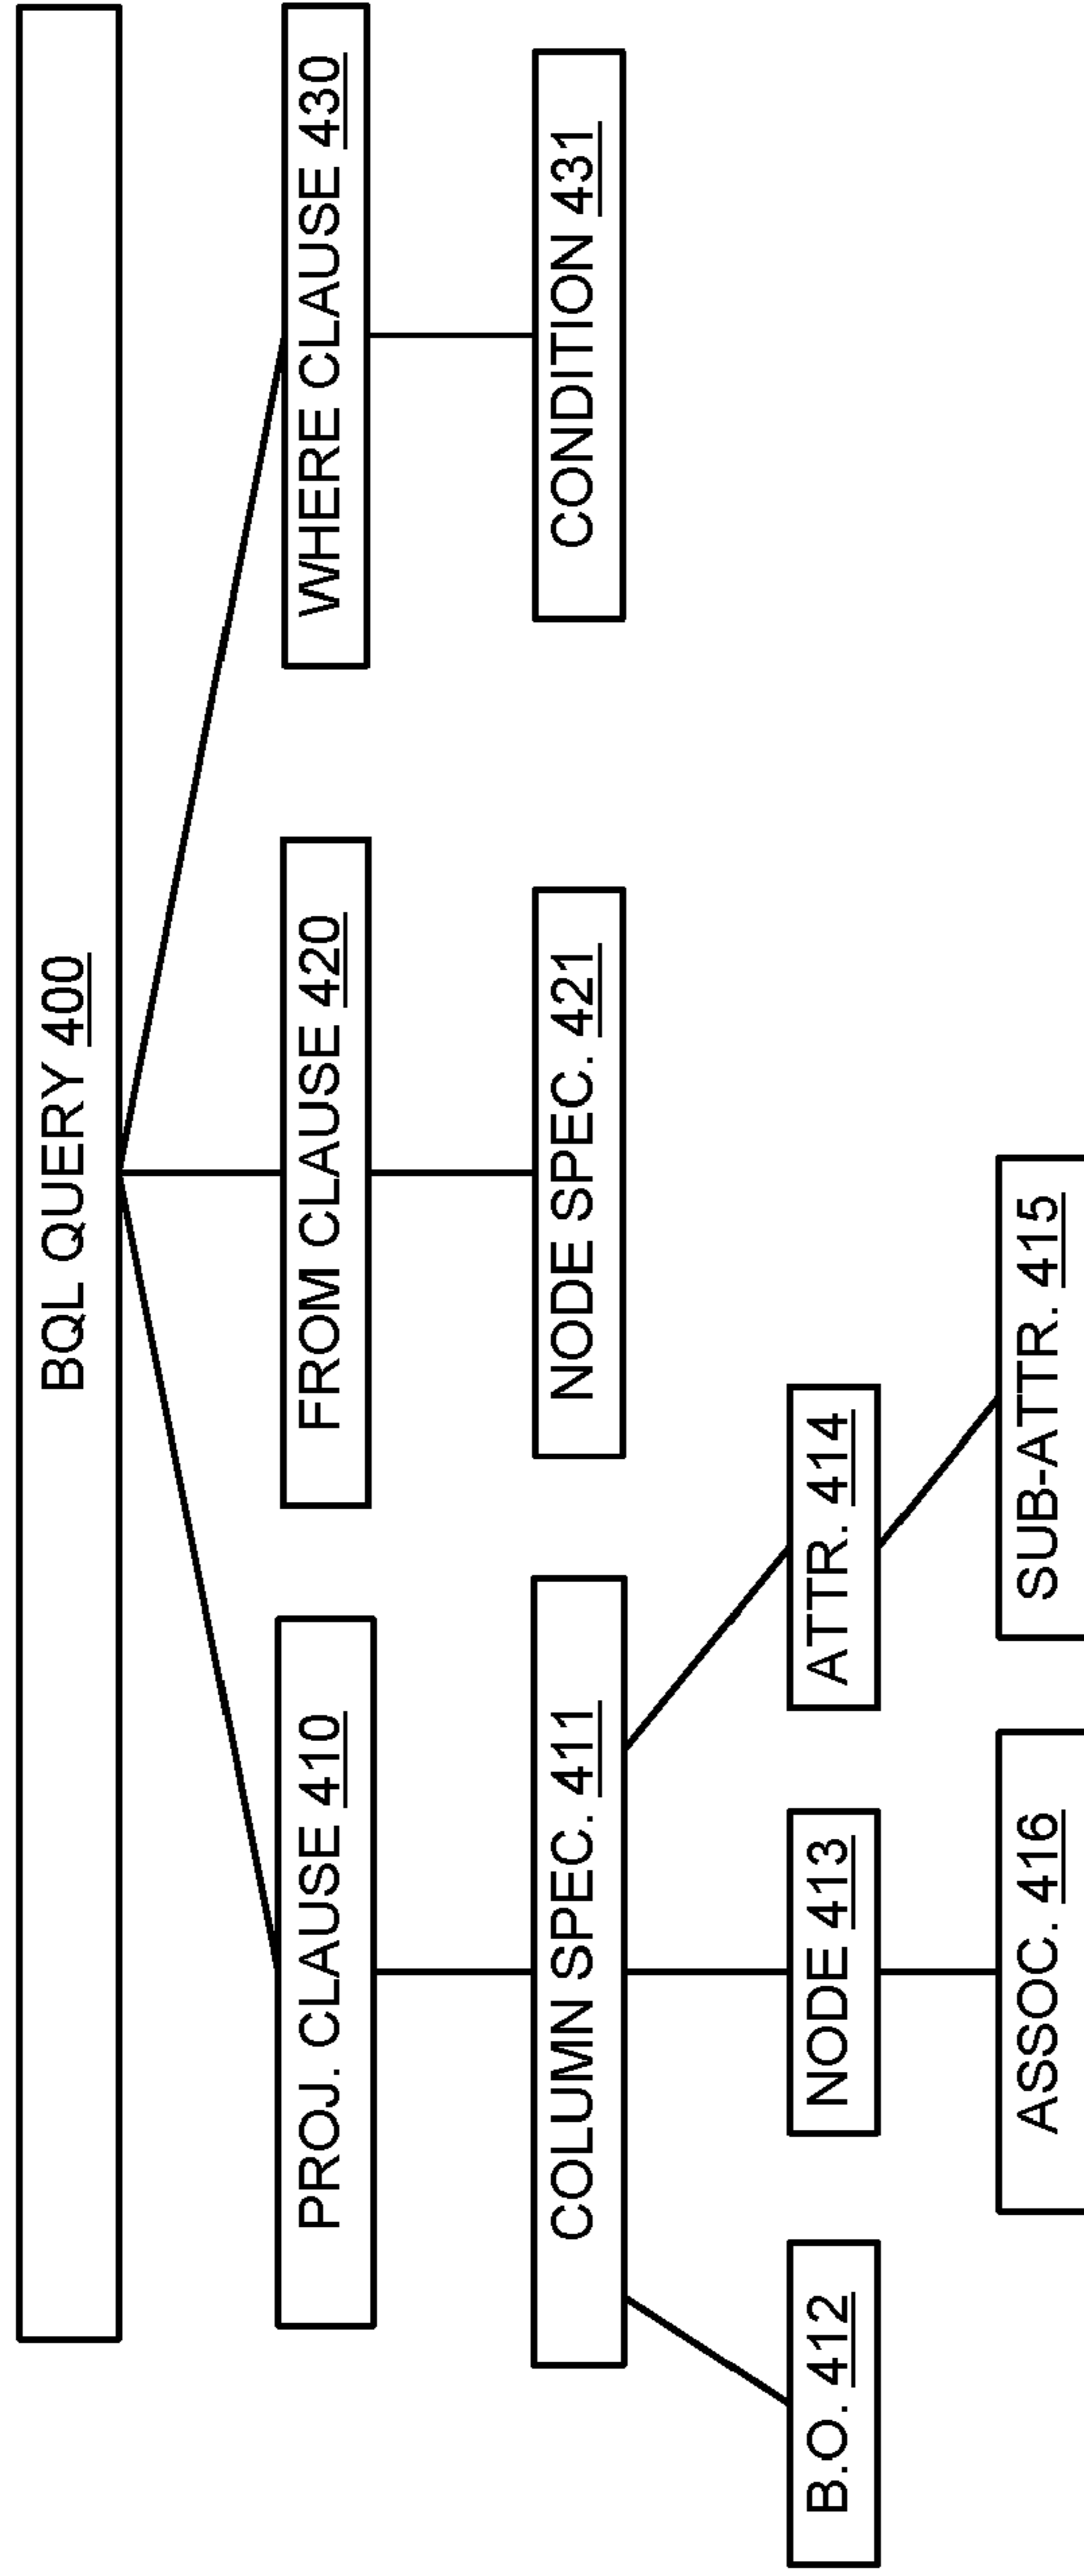 BQL QUERY 400
PROJ. CLAUSE 410
FROM CLAUSE 420
WHERE CLAUSE 430
COLUMN SPEC. 411
NODE SPEC. 421
CONDITION 431
B.O. 412
NODE 413
ATTR. 414
ASSOC. 416
SUB-ATTR. 415